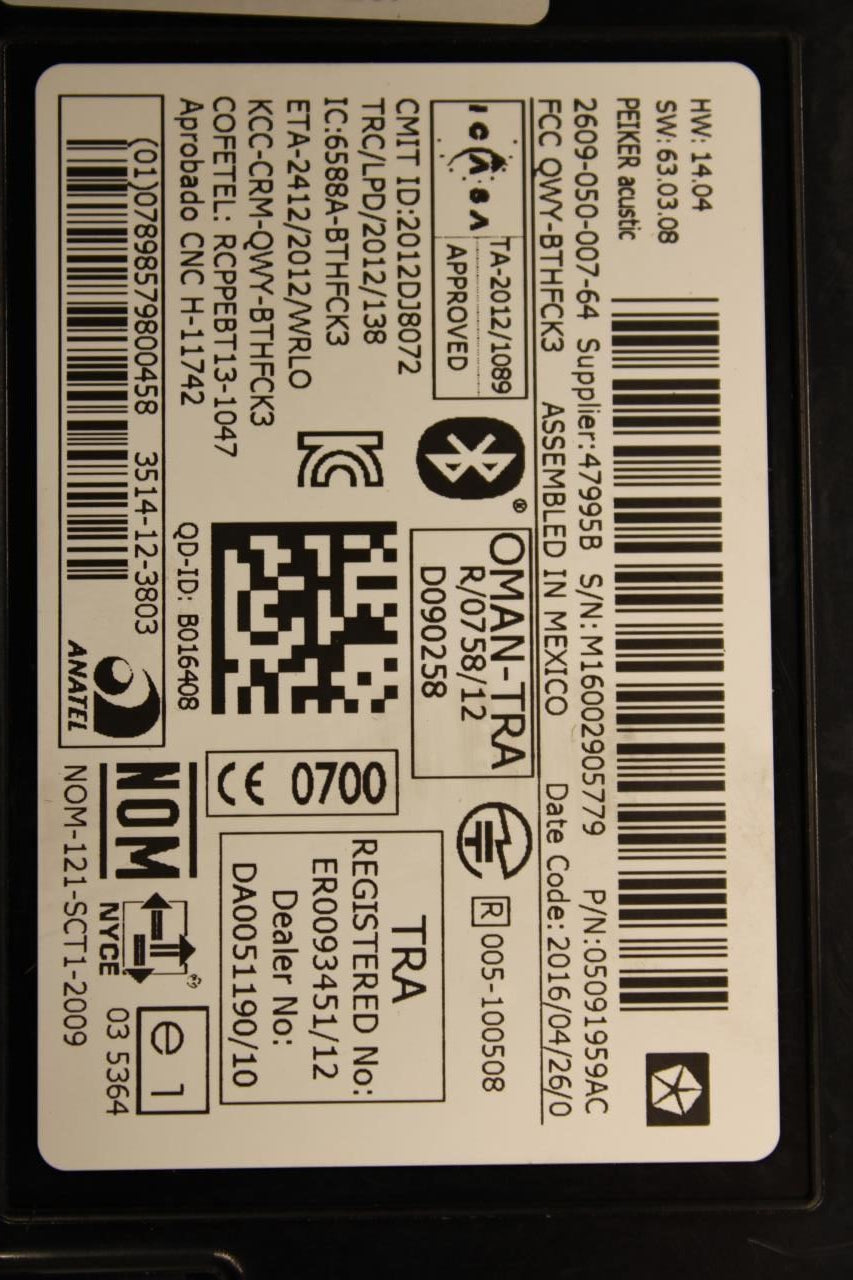 HW: 14.04
SW: 63.03.08
PEIKER acustic
2609-050-007-64 Supplier:47995B S/N:M16002905779 P/N:05091959AC
FCC QWY-BTHFCK3 ASSEMBLED IN MEXICO Date Code: 2016/04/26/0
ICASA
TA-2012/1089
APPROVED
OMAN-TRA
R/0758/12
D090258
R 005-100508
CMIT ID:2012DJ8072
TRC/LPD/2012/138
IC:6588A-BTHFCK3
ETA-2412/2012/WRLO
KCC-CRM-QWY-BTHFCK3
COFETEL: RCPPEBT13-1047
Aprobado CNC H-11742
QD-ID: B016408
CE 0700
TRA
REGISTERED No:
ER0093451/12
Dealer No:
DA0051190/10
(01)07898579800458 3514-12-3803
ANATEL
NOM
NYCE
NOM-121-SCT1-2009
e1
03 5364